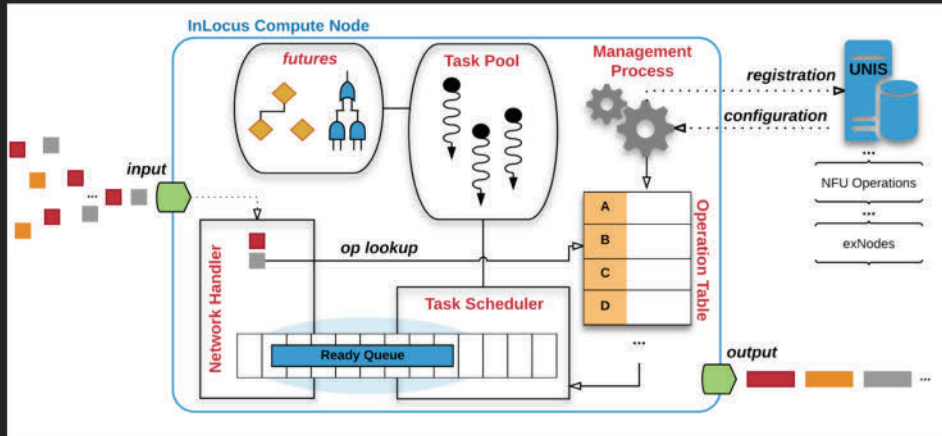 InLocus Compute Node
futures
Task Pool
Management
Process
registration
UNIS
configuration
...
NFU Operations
...
exNodes
input
...
Network Handler
op lookup
A
B
C
D
Operation Table
...
Task Scheduler
Ready Queue
output
...